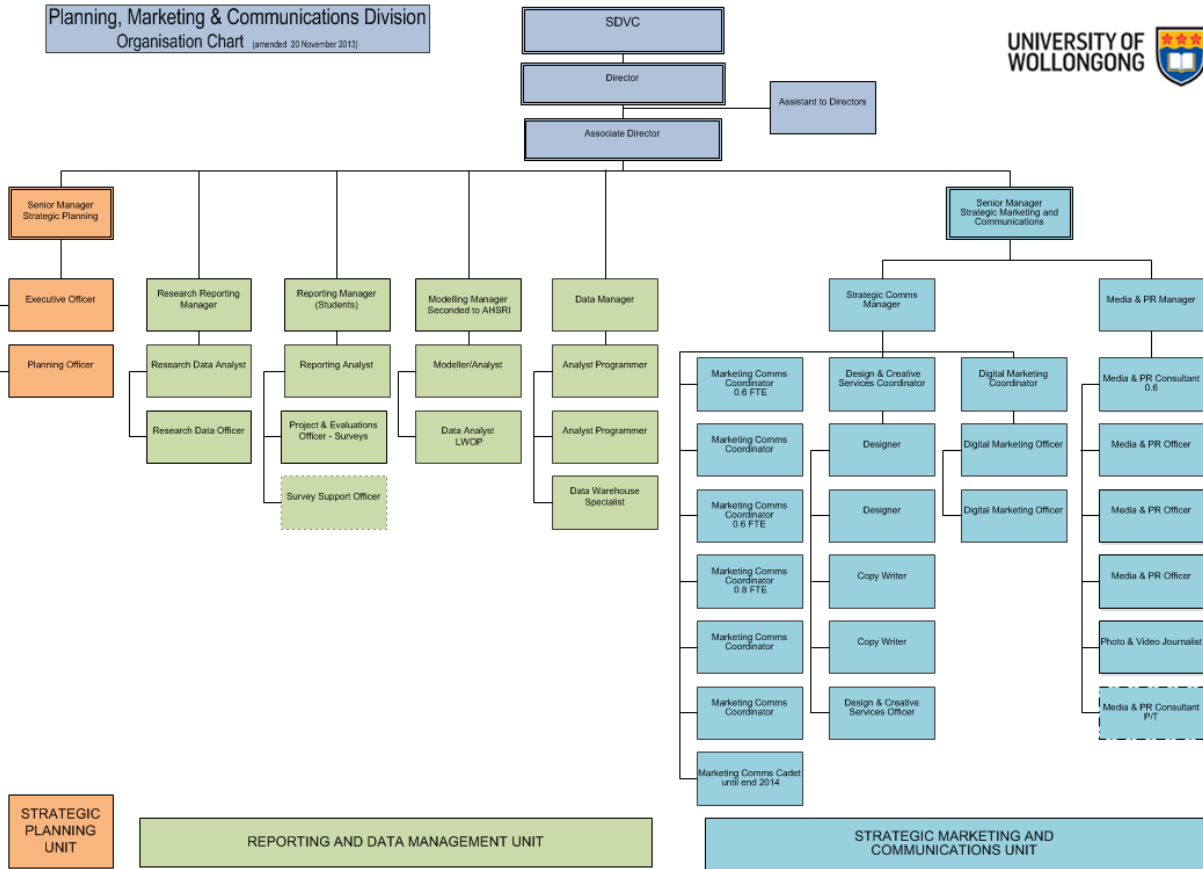 Planning, Marketing & Communications Division
Organisation Chart (amended 20 November 2013)
SDVC
UNIVERSITY OF
WOLLONGONG
Director
Assistant to Directors
Associate Director
Senior Manager
Strategic Planning
Senior Manager
Strategic Marketing and
Communications
Executive Officer
Research Reporting
Manager
Reporting Manager
(Students)
Modelling Manager
Seconded to AHSRI
Data Manager
Strategic Comms
Manager
Media & PR Manager
Planning Officer
Research Data Analyst
Reporting Analyst
Modeller/Analyst
Analyst Programmer
Marketing Comms
Coordinator
0.6 FTE
Design & Creative
Services Coordinator
Digital Marketing
Coordinator
Media & PR Consultant
0.6
Research Data Officer
Project & Evaluations
Officer - Surveys
Data Analyst
LWOP
Analyst Programmer
Marketing Comms
Coordinator
Designer
Digital Marketing Officer
Media & PR Officer
Survey Support Officer
Data Warehouse
Specialist
Marketing Comms
Coordinator
0.6 FTE
Designer
Digital Marketing Officer
Media & PR Officer
Marketing Comms
Coordinator
0.8 FTE
Copy Writer
Media & PR Officer
Marketing Comms
Coordinator
Copy Writer
Photo & Video Journalist
Marketing Comms
Coordinator
Design & Creative
Services Officer
Media & PR Consultant
P/T
Marketing Comms Cadet
until end 2014
STRATEGIC
PLANNING
UNIT
REPORTING AND DATA MANAGEMENT UNIT
STRATEGIC MARKETING AND
COMMUNICATIONS UNIT